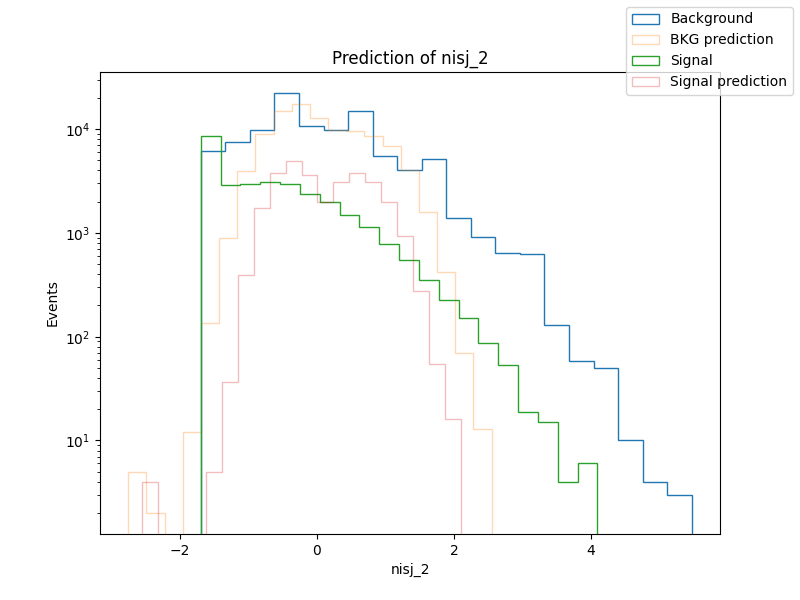 Prediction of nisj_2
Background
BKG prediction
Signal
Signal prediction
Events
10⁴
10³
10²
10¹
−2
0
2
4
nisj_2